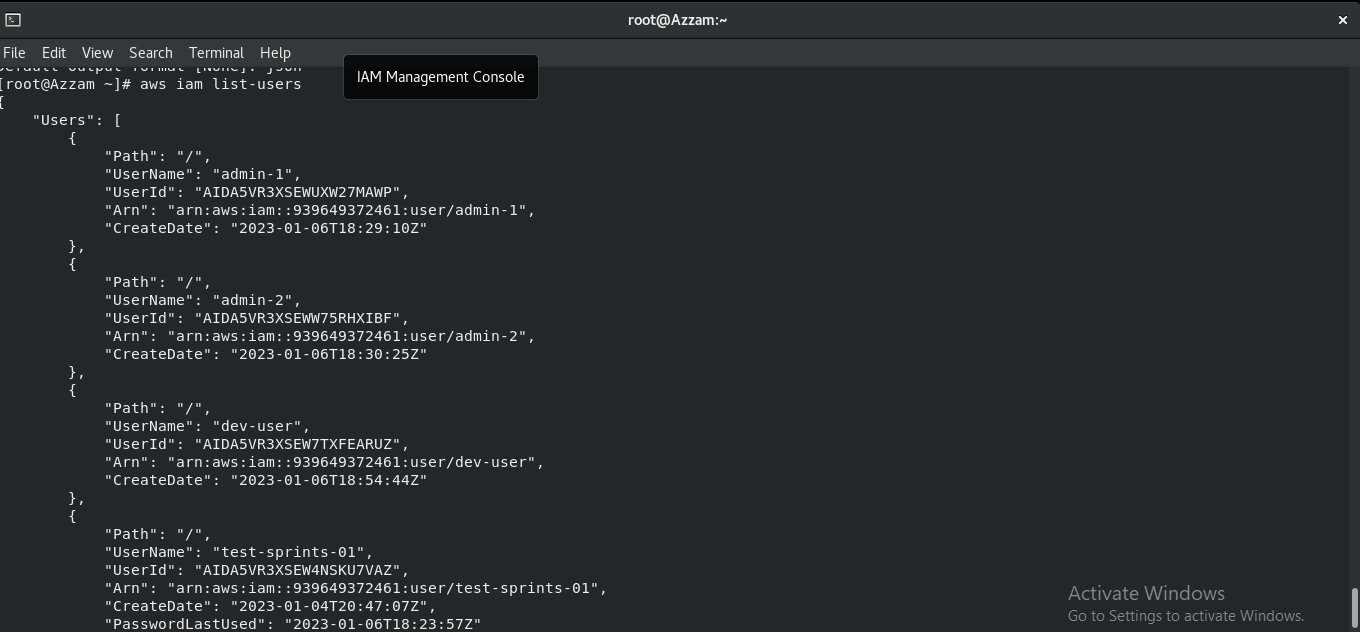 root@Azzam:~
File Edit View Search Terminal Help
Default output format [None]: json
[root@Azzam ~]# aws iam list-users
IAM Management Console
{
    "Users": [
        {
            "Path": "/",
            "UserName": "admin-1",
            "UserId": "AIDA5VR3XSEWUXW27MAWP",
            "Arn": "arn:aws:iam::939649372461:user/admin-1",
            "CreateDate": "2023-01-06T18:29:10Z"
        },
        {
            "Path": "/",
            "UserName": "admin-2",
            "UserId": "AIDA5VR3XSEWW75RHXIBF",
            "Arn": "arn:aws:iam::939649372461:user/admin-2",
            "CreateDate": "2023-01-06T18:30:25Z"
        },
        {
            "Path": "/",
            "UserName": "dev-user",
            "UserId": "AIDA5VR3XSEW7TXFEARUZ",
            "Arn": "arn:aws:iam::939649372461:user/dev-user",
            "CreateDate": "2023-01-06T18:54:44Z"
        },
        {
            "Path": "/",
            "UserName": "test-sprints-01",
            "UserId": "AIDA5VR3XSEW4NSKU7VAZ",
            "Arn": "arn:aws:iam::939649372461:user/test-sprints-01",
            "CreateDate": "2023-01-04T20:47:07Z",
            "PasswordLastUsed": "2023-01-06T18:23:57Z"
Activate Windows
Go to Settings to activate Windows.